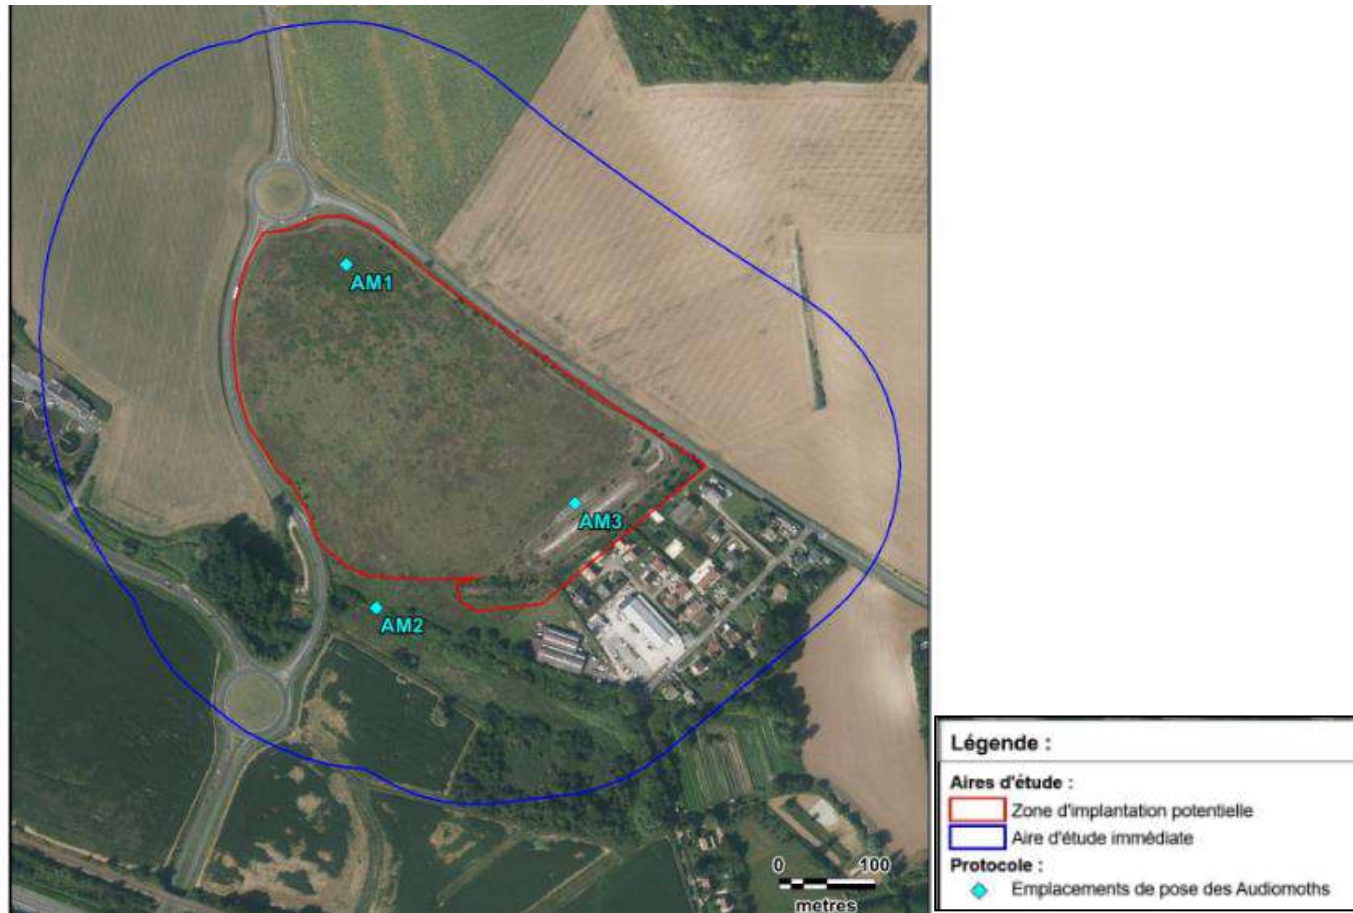 AM1
AM3
AM2
0 100
metres
Légende :
Aires d'étude :
Zone d'implantation potentielle
Aire d'étude immédiate
Protocole :
Emplacements de pose des Audiomoths